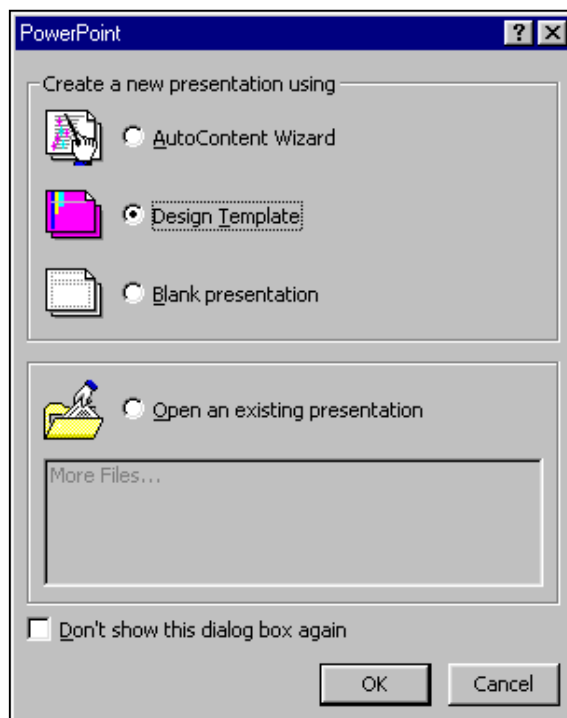 PowerPoint
Create a new presentation using
AutoContent Wizard
Design Template
Blank presentation
Open an existing presentation
More Files...
Don't show this dialog box again
OK Cancel